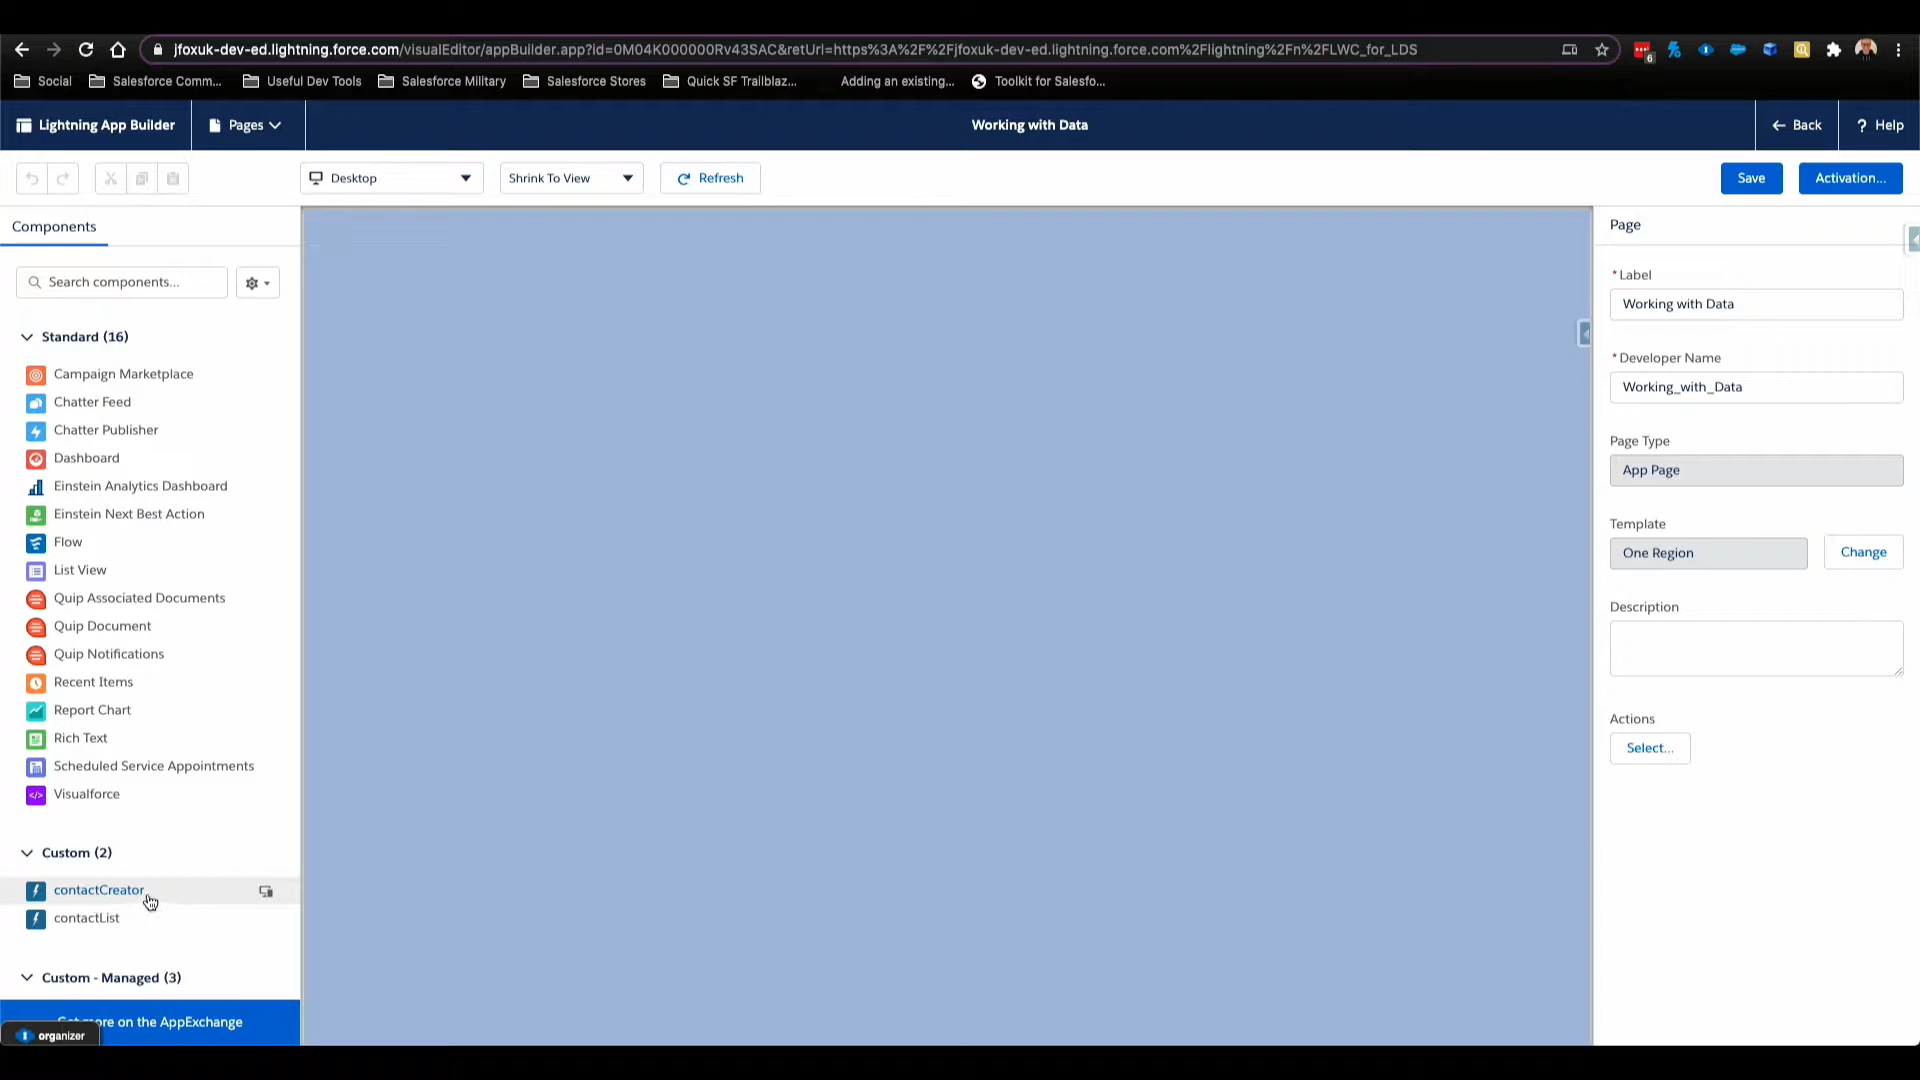 jfoxuk-dev-ed.lightning.force.com/visualEditor/appBuilder.app?id=0M04K000000Rv43SAC&retUrl=https%3A%2F%2Fjfoxuk-dev-ed.lightning.force.com%2Flightning%2Fn%2FLWC_for_LDS
6
Social
Salesforce Comm...
Useful Dev Tools
Salesforce Military
Salesforce Stores
Quick SF Trailblaz...
Adding an existing...
Toolkit for Salesfo...
Lightning App Builder
Pages
Working with Data
Back
? Help
Desktop
Shrink To View
Refresh
Save
Activation...
Components
Search components...
Standard (16)
Campaign Marketplace
Chatter Feed
Chatter Publisher
Dashboard
Einstein Analytics Dashboard
Einstein Next Best Action
Flow
List View
Quip Associated Documents
Quip Document
Quip Notifications
Recent Items
Report Chart
Rich Text
Scheduled Service Appointments
Visualforce
Custom (2)
contactCreator
contactList
Custom - Managed (3)
Get more on the AppExchange
organizer
Page
*Label
Working with Data
*Developer Name
Working_with_Data
Page Type
App Page
Template
One Region
Change
Description
Actions
Select...